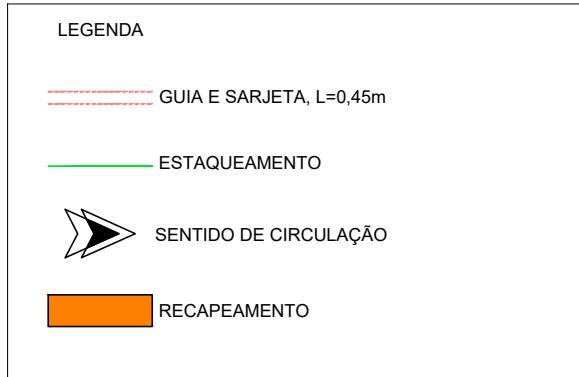 LEGENDA
GUIA E SARJETA, L=0,45m
ESTAQUEAMENTO
SENTIDO DE CIRCULAÇÃO
RECAPEAMENTO